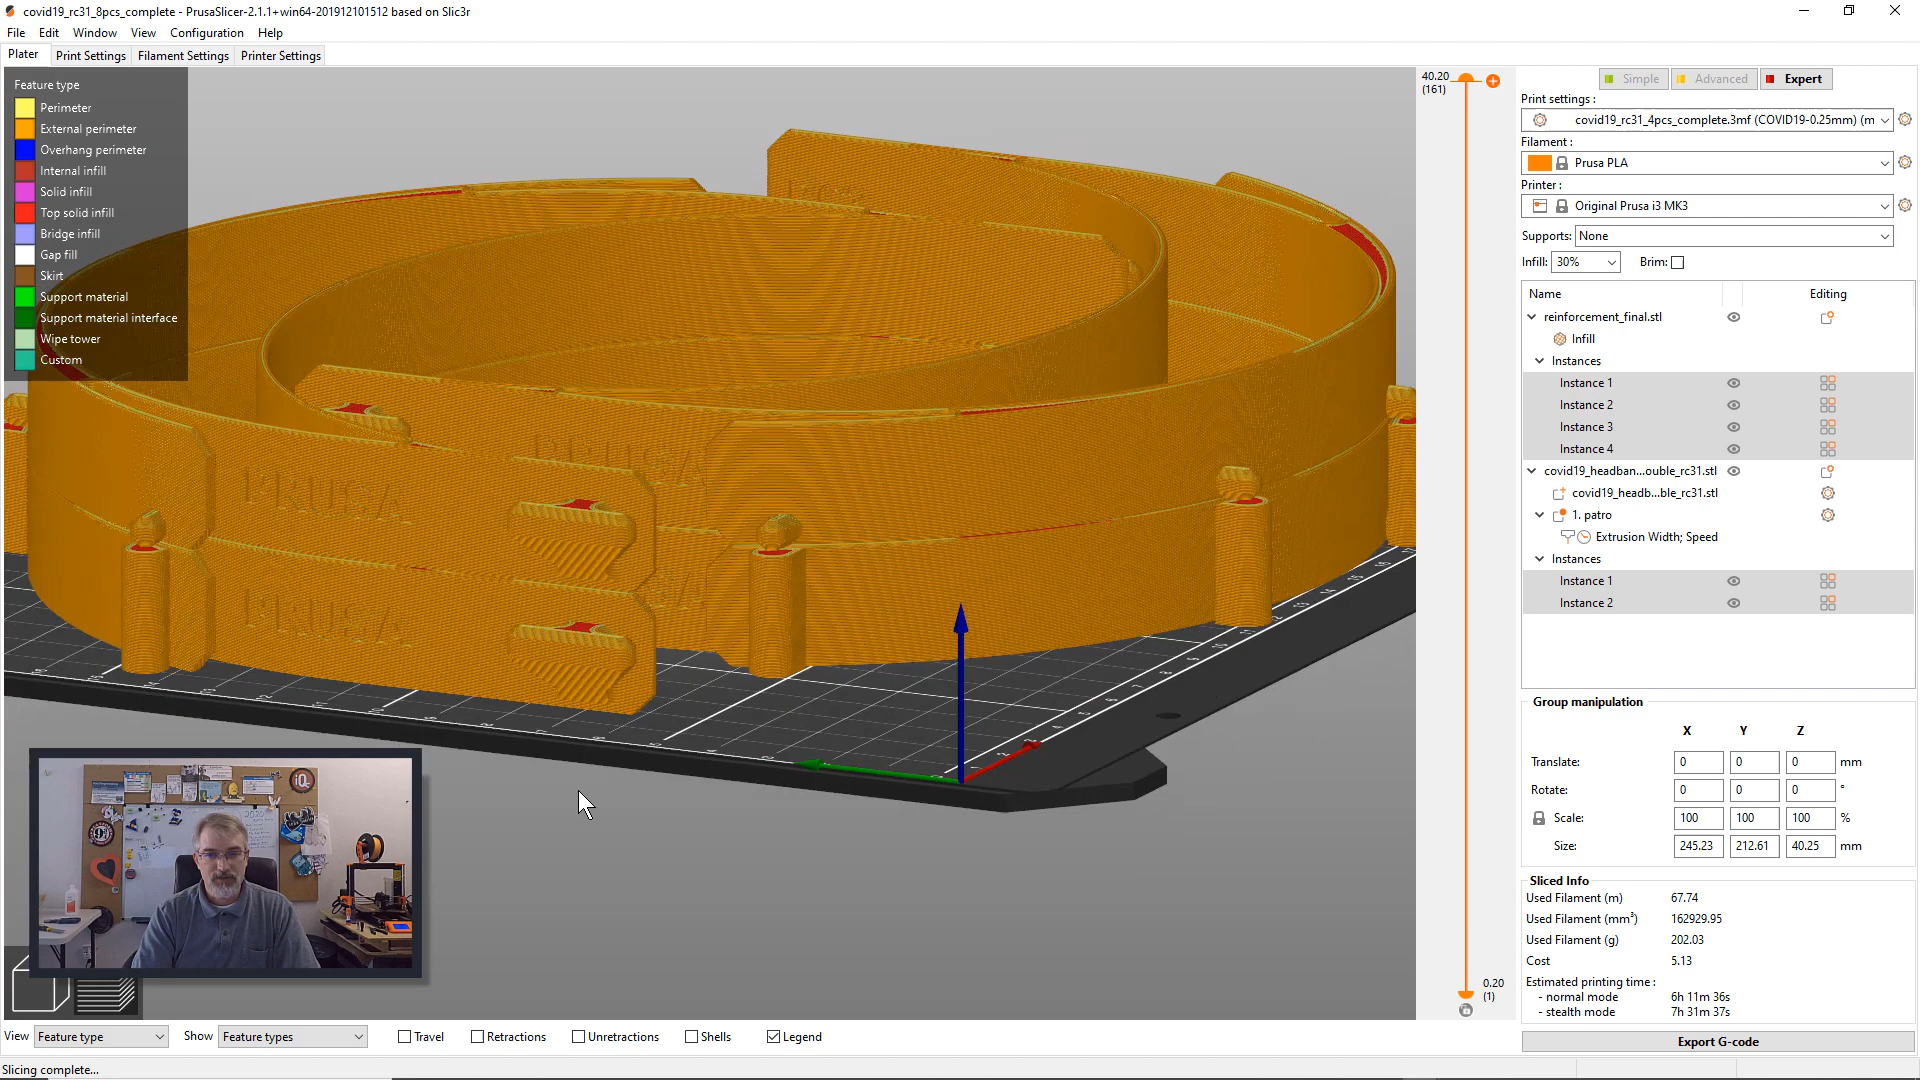 covid19_rc31_8pcs_complete - PrusaSlicer-2.1.1+win64-201912101512 based on Slic3r
File Edit Window View Configuration Help
Plater Print Settings Filament Settings Printer Settings
Feature type
Perimeter
External perimeter
Overhang perimeter
Internal infill
Solid infill
Top solid infill
Bridge infill
Gap fill
Skirt
Support material
Support material interface
Wipe tower
Custom
PRUSA
PRUSA
PRUSA
40.20
(161)
0.20
(1)
Simple Advanced Expert
Print settings :
covid19_rc31_4pcs_complete.3mf (COVID19-0.25mm) (m
Filament :
Prusa PLA
Printer :
Original Prusa i3 MK3
Supports: None
Infill: 30% Brim:
Name Editing
reinforcement_final.stl
Infill
Instances
Instance 1
Instance 2
Instance 3
Instance 4
covid19_headban...ouble_rc31.stl
covid19_headb...ble_rc31.stl
1. patro
Extrusion Width; Speed
Instances
Instance 1
Instance 2
Group manipulation
X Y Z
Translate: 0 0 0 mm
Rotate: 0 0 0 °
Scale: 100 100 100 %
Size: 245.23 212.61 40.25 mm
Sliced Info
Used Filament (m) 67.74
Used Filament (mm³) 162929.95
Used Filament (g) 202.03
Cost 5.13
Estimated printing time :
- normal mode 6h 11m 36s
- stealth mode 7h 31m 37s
Export G-code
View Feature type Show Feature types Travel Retractions Unretractions Shells Legend
Slicing complete...